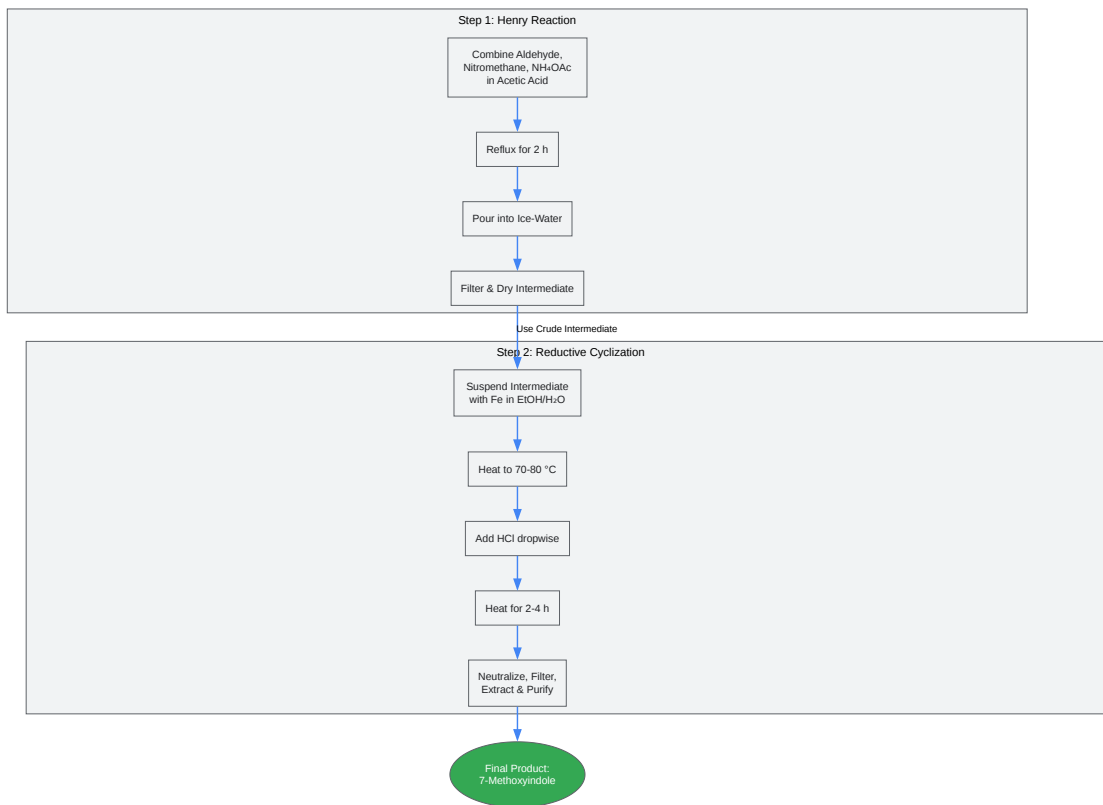 Step 1: Henry Reaction
Combine Aldehyde,
Nitromethane, NH₄OAc
in Acetic Acid
Reflux for 2 h
Pour into Ice-Water
Filter & Dry Intermediate
Use Crude Intermediate
Step 2: Reductive Cyclization
Suspend Intermediate
with Fe in EtOH/H₂O
Heat to 70-80 °C
Add HCl dropwise
Heat for 2-4 h
Neutralize, Filter,
Extract & Purify
Final Product:
7-Methoxyindole